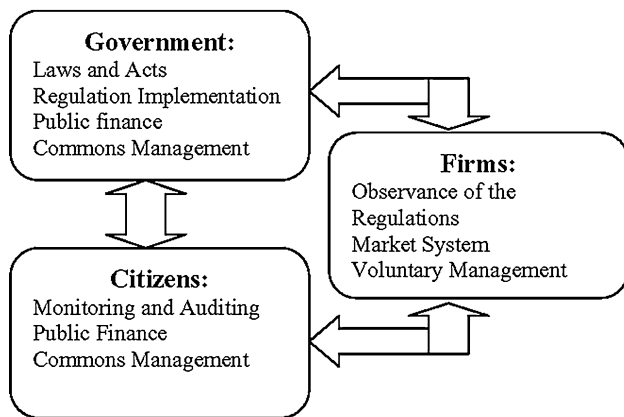 Government:
Laws and Acts
Regulation Implementation
Public finance
Commons Management
Firms:
Observance of the
Regulations
Market System
Voluntary Management
Citizens:
Monitoring and Auditing
Public Finance
Commons Management